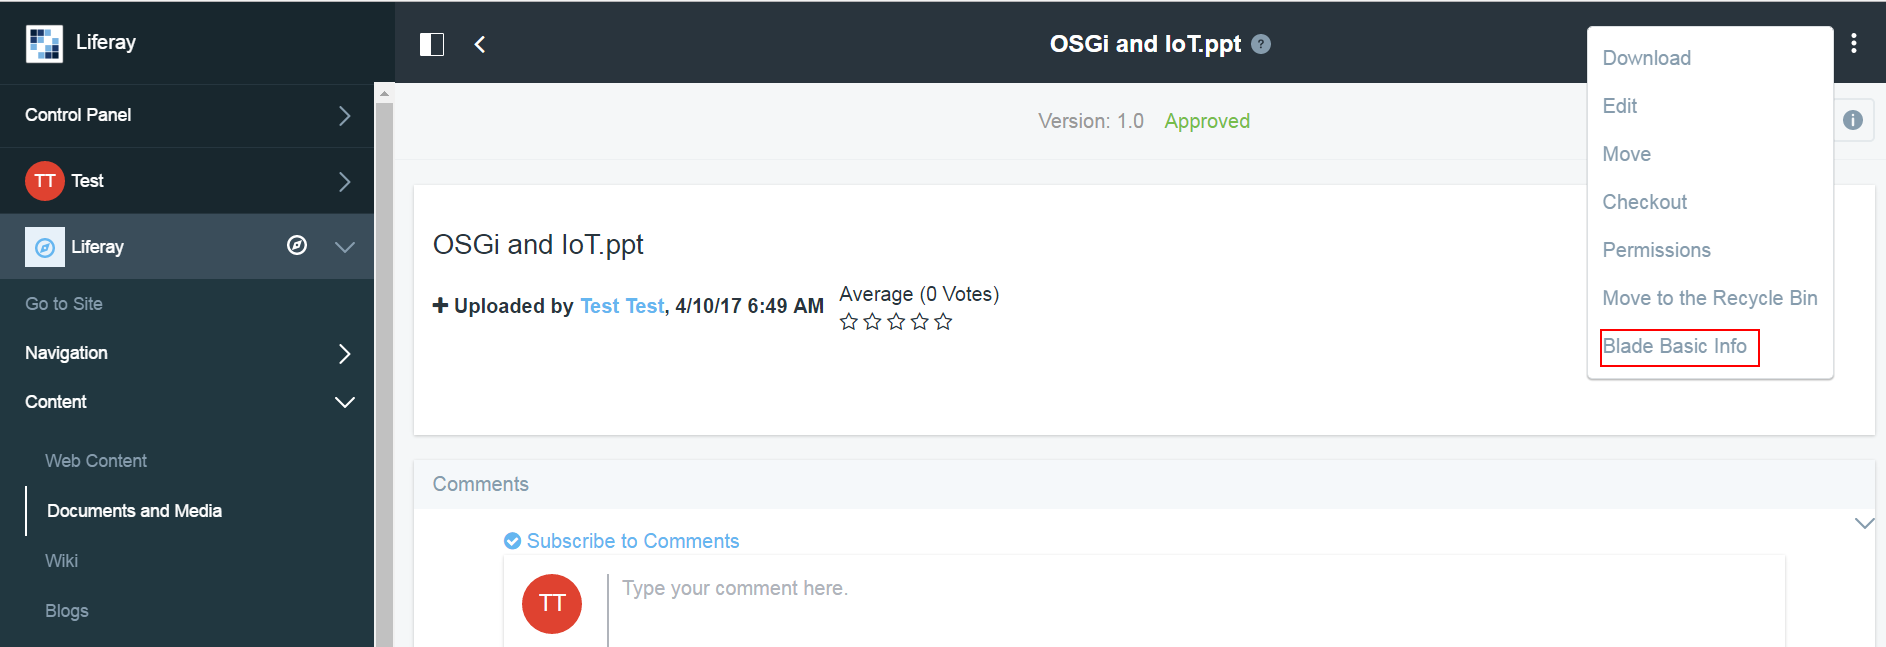 Liferay
Control Panel
TT Test
Liferay
Go to Site
Navigation
Content
Web Content
Documents and Media
Wiki
Blogs
OSGi and IoT.ppt ?
Version: 1.0 Approved
i
Download
Edit
Move
Checkout
Permissions
Move to the Recycle Bin
Blade Basic Info
OSGi and IoT.ppt
Uploaded by Test Test, 4/10/17 6:49 AM
Average (0 Votes)
Comments
Subscribe to Comments
TT
Type your comment here.